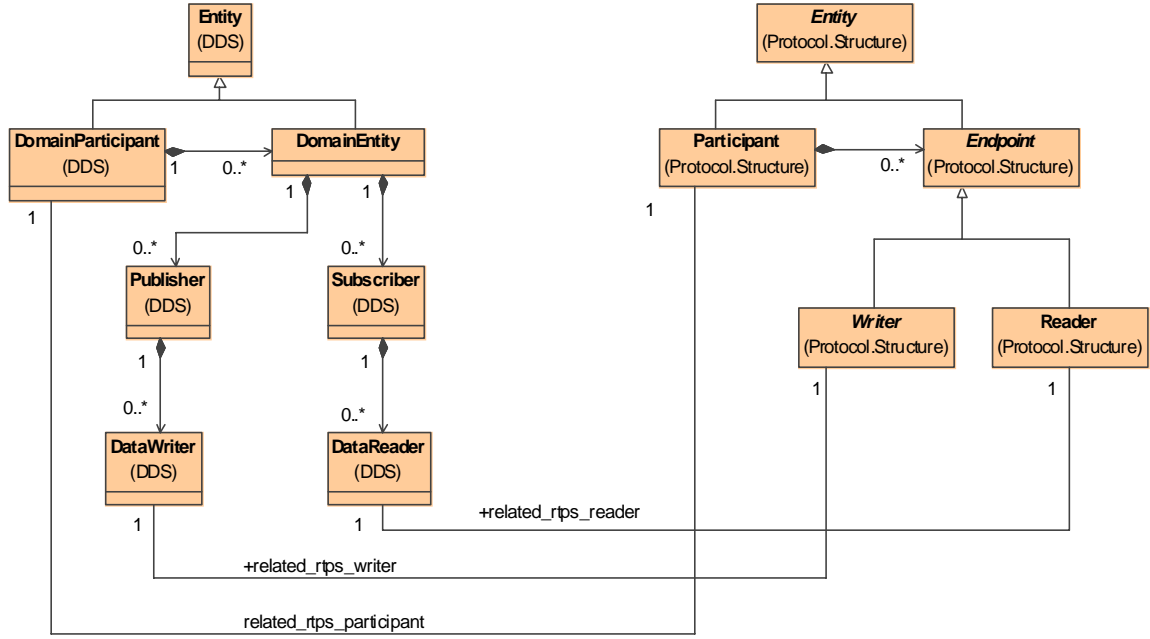 Entity
(DDS)
Entity
(Protocol.Structure)
DomainParticipant
(DDS)
1
0..*
DomainEntity
1
1
Participant
(Protocol.Structure)
0..*
Endpoint
(Protocol.Structure)
1
1
0..*
0..*
Publisher
(DDS)
Subscriber
(DDS)
Writer
(Protocol.Structure)
Reader
(Protocol.Structure)
1
1
1
1
0..*
0..*
DataWriter
(DDS)
DataReader
(DDS)
1
1
+related_rtps_reader
+related_rtps_writer
related_rtps_participant